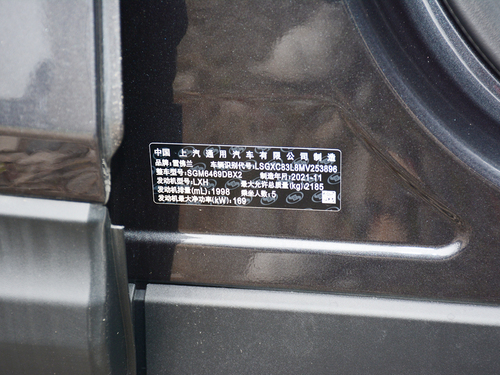 中国 上汽通用汽车有限公司制造
品牌:雪佛兰 车辆识别代号:LSGXC83L8MV253896
整车型号:SGM6469DBX2 制造年月:2021-11
发动机型号:LXH 最大允许总质量(kg):2185
发动机排量(mL):1998 乘坐人数:5
发动机最大净功率(kW):169